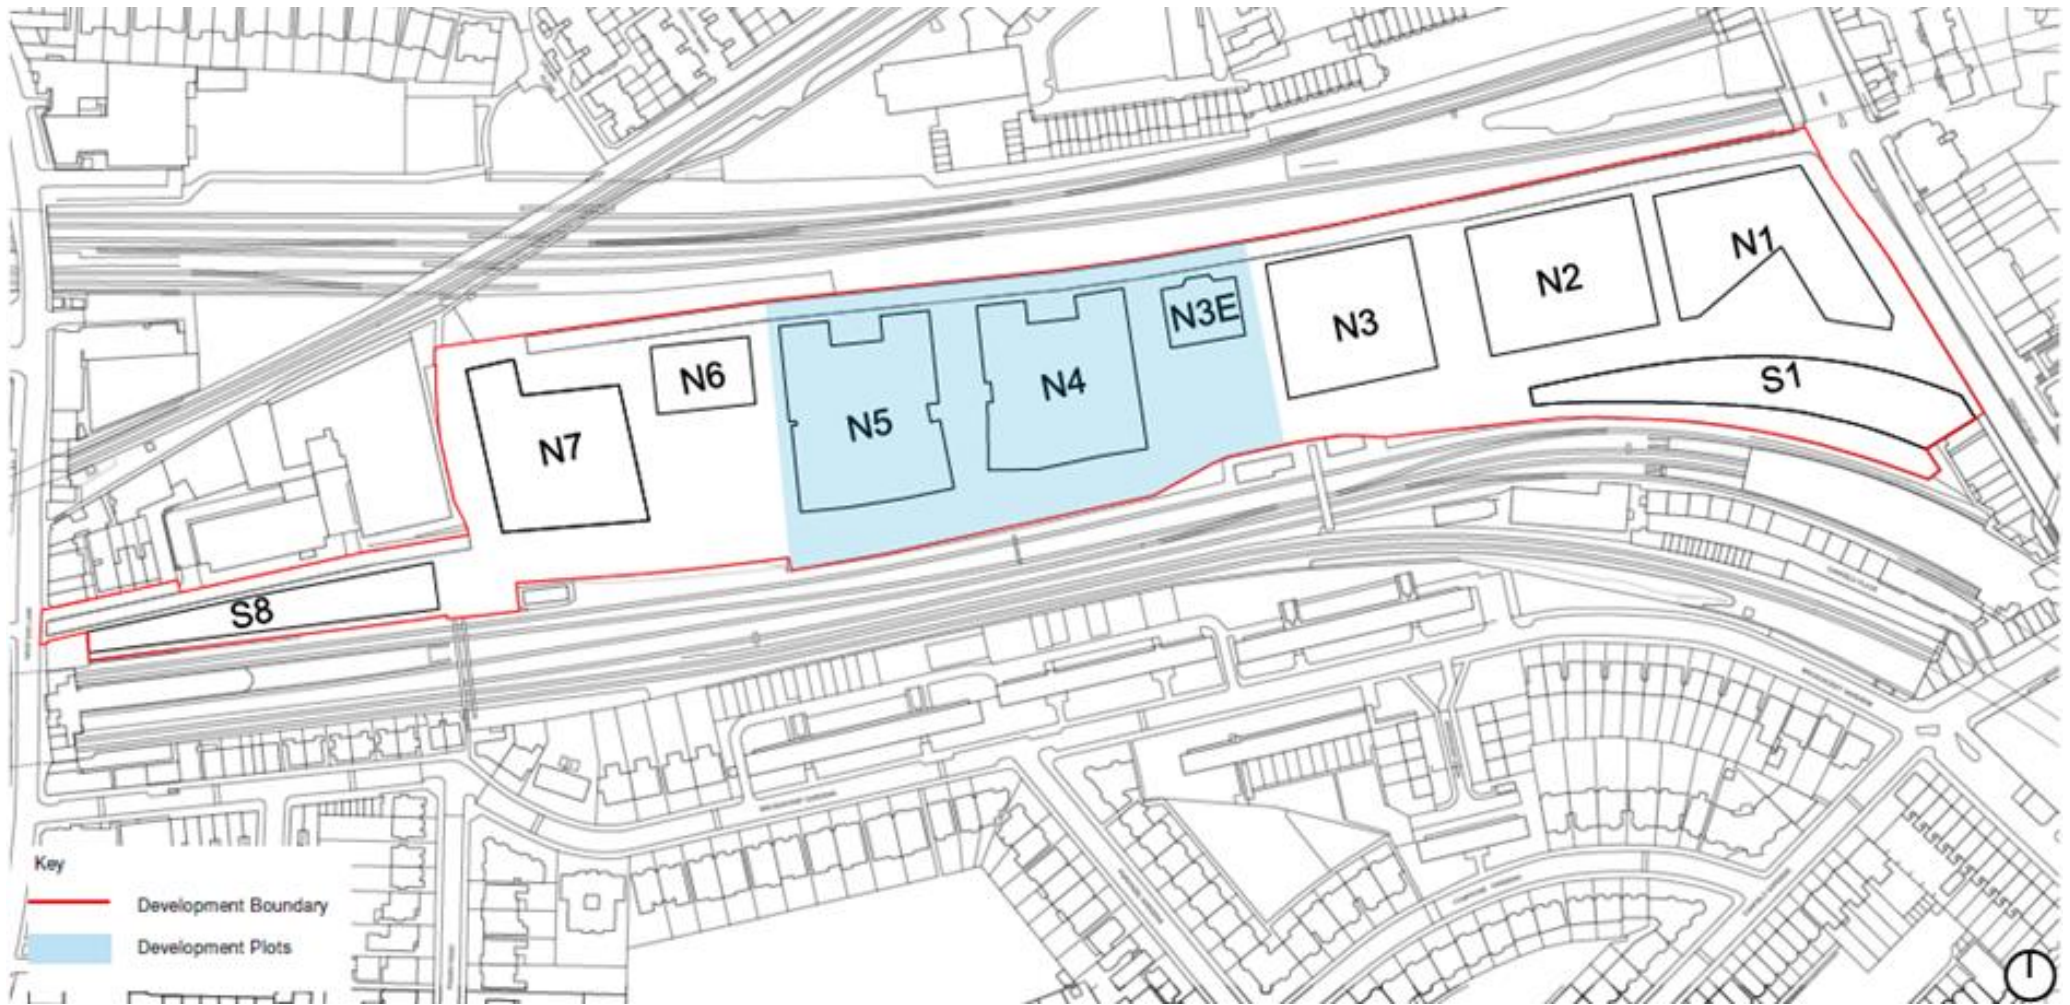 N1
N2
N3E
N3
N4
N5
N6
N7
S1
S8
Key
Development Boundary
Development Plots